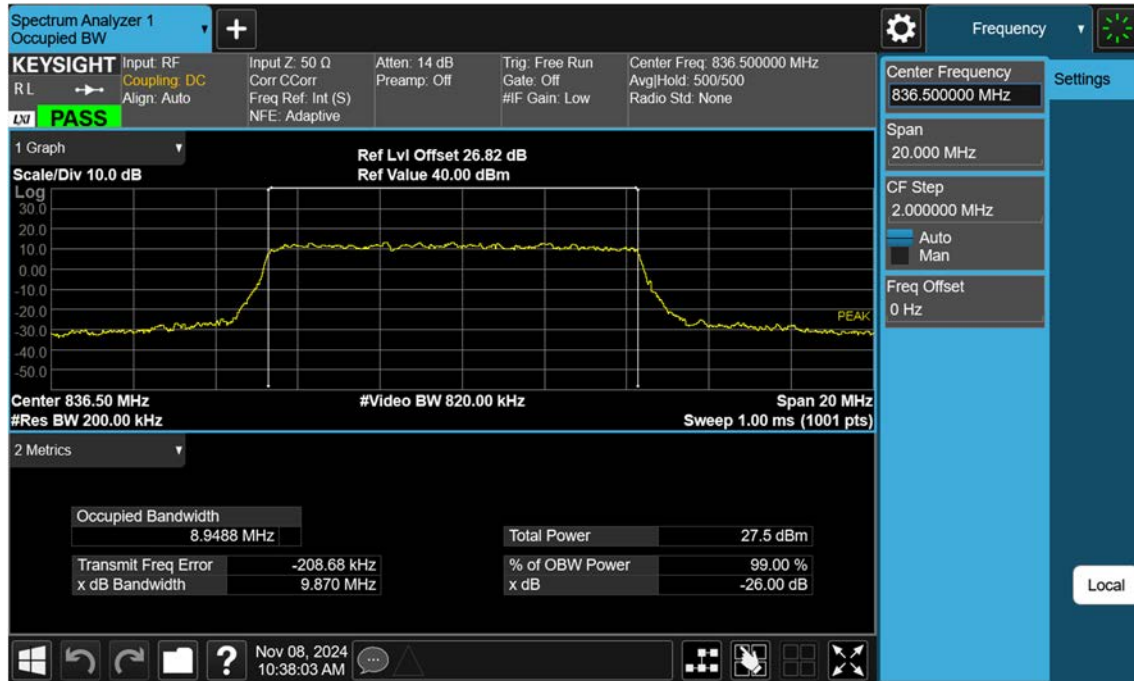 Spectrum Analyzer 1
Occupied BW
+
Frequency
KEYSIGHT
RL
LXI
PASS
Input: RF
Coupling: DC
Align: Auto
Input Z: 50 Ω
Corr CCorr
Freq Ref: Int (S)
NFE: Adaptive
Atten: 14 dB
Preamp: Off
Trig: Free Run
Gate: Off
#IF Gain: Low
Center Freq: 836.500000 MHz
Avg|Hold: 500/500
Radio Std: None
Center Frequency
836.500000 MHz
Settings
Span
20.000 MHz
CF Step
2.000000 MHz
Auto
Man
Freq Offset
0 Hz
Local
1 Graph
Scale/Div 10.0 dB
Ref Lvl Offset 26.82 dB
Ref Value 40.00 dBm
Log
30.0
20.0
10.0
0.00
-10.0
-20.0
-30.0
-40.0
-50.0
PEAK
Center 836.50 MHz
#Video BW 820.00 kHz
Span 20 MHz
#Res BW 200.00 kHz
Sweep 1.00 ms (1001 pts)
2 Metrics
Occupied Bandwidth
8.9488 MHz
Total Power 27.5 dBm
Transmit Freq Error -208.68 kHz
% of OBW Power 99.00 %
x dB Bandwidth 9.870 MHz
x dB -26.00 dB
?
Nov 08, 2024
10:38:03 AM